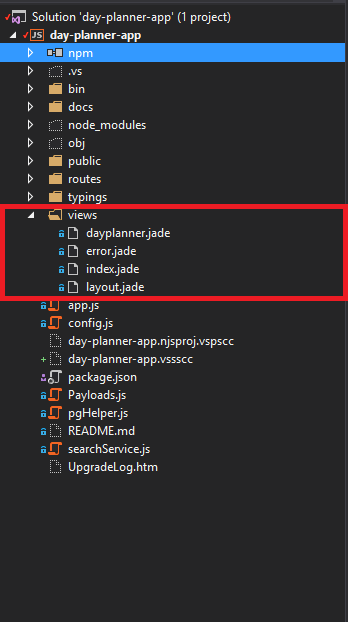 Solution 'day-planner-app' (1 project)
JS day-planner-app
npm
.vs
bin
docs
node_modules
obj
public
routes
typings
views
dayplanner.jade
error.jade
index.jade
layout.jade
app.js
config.js
day-planner-app.njsproj.vspscc
day-planner-app.vssscc
package.json
Payloads.js
pgHelper.js
README.md
searchService.js
UpgradeLog.htm